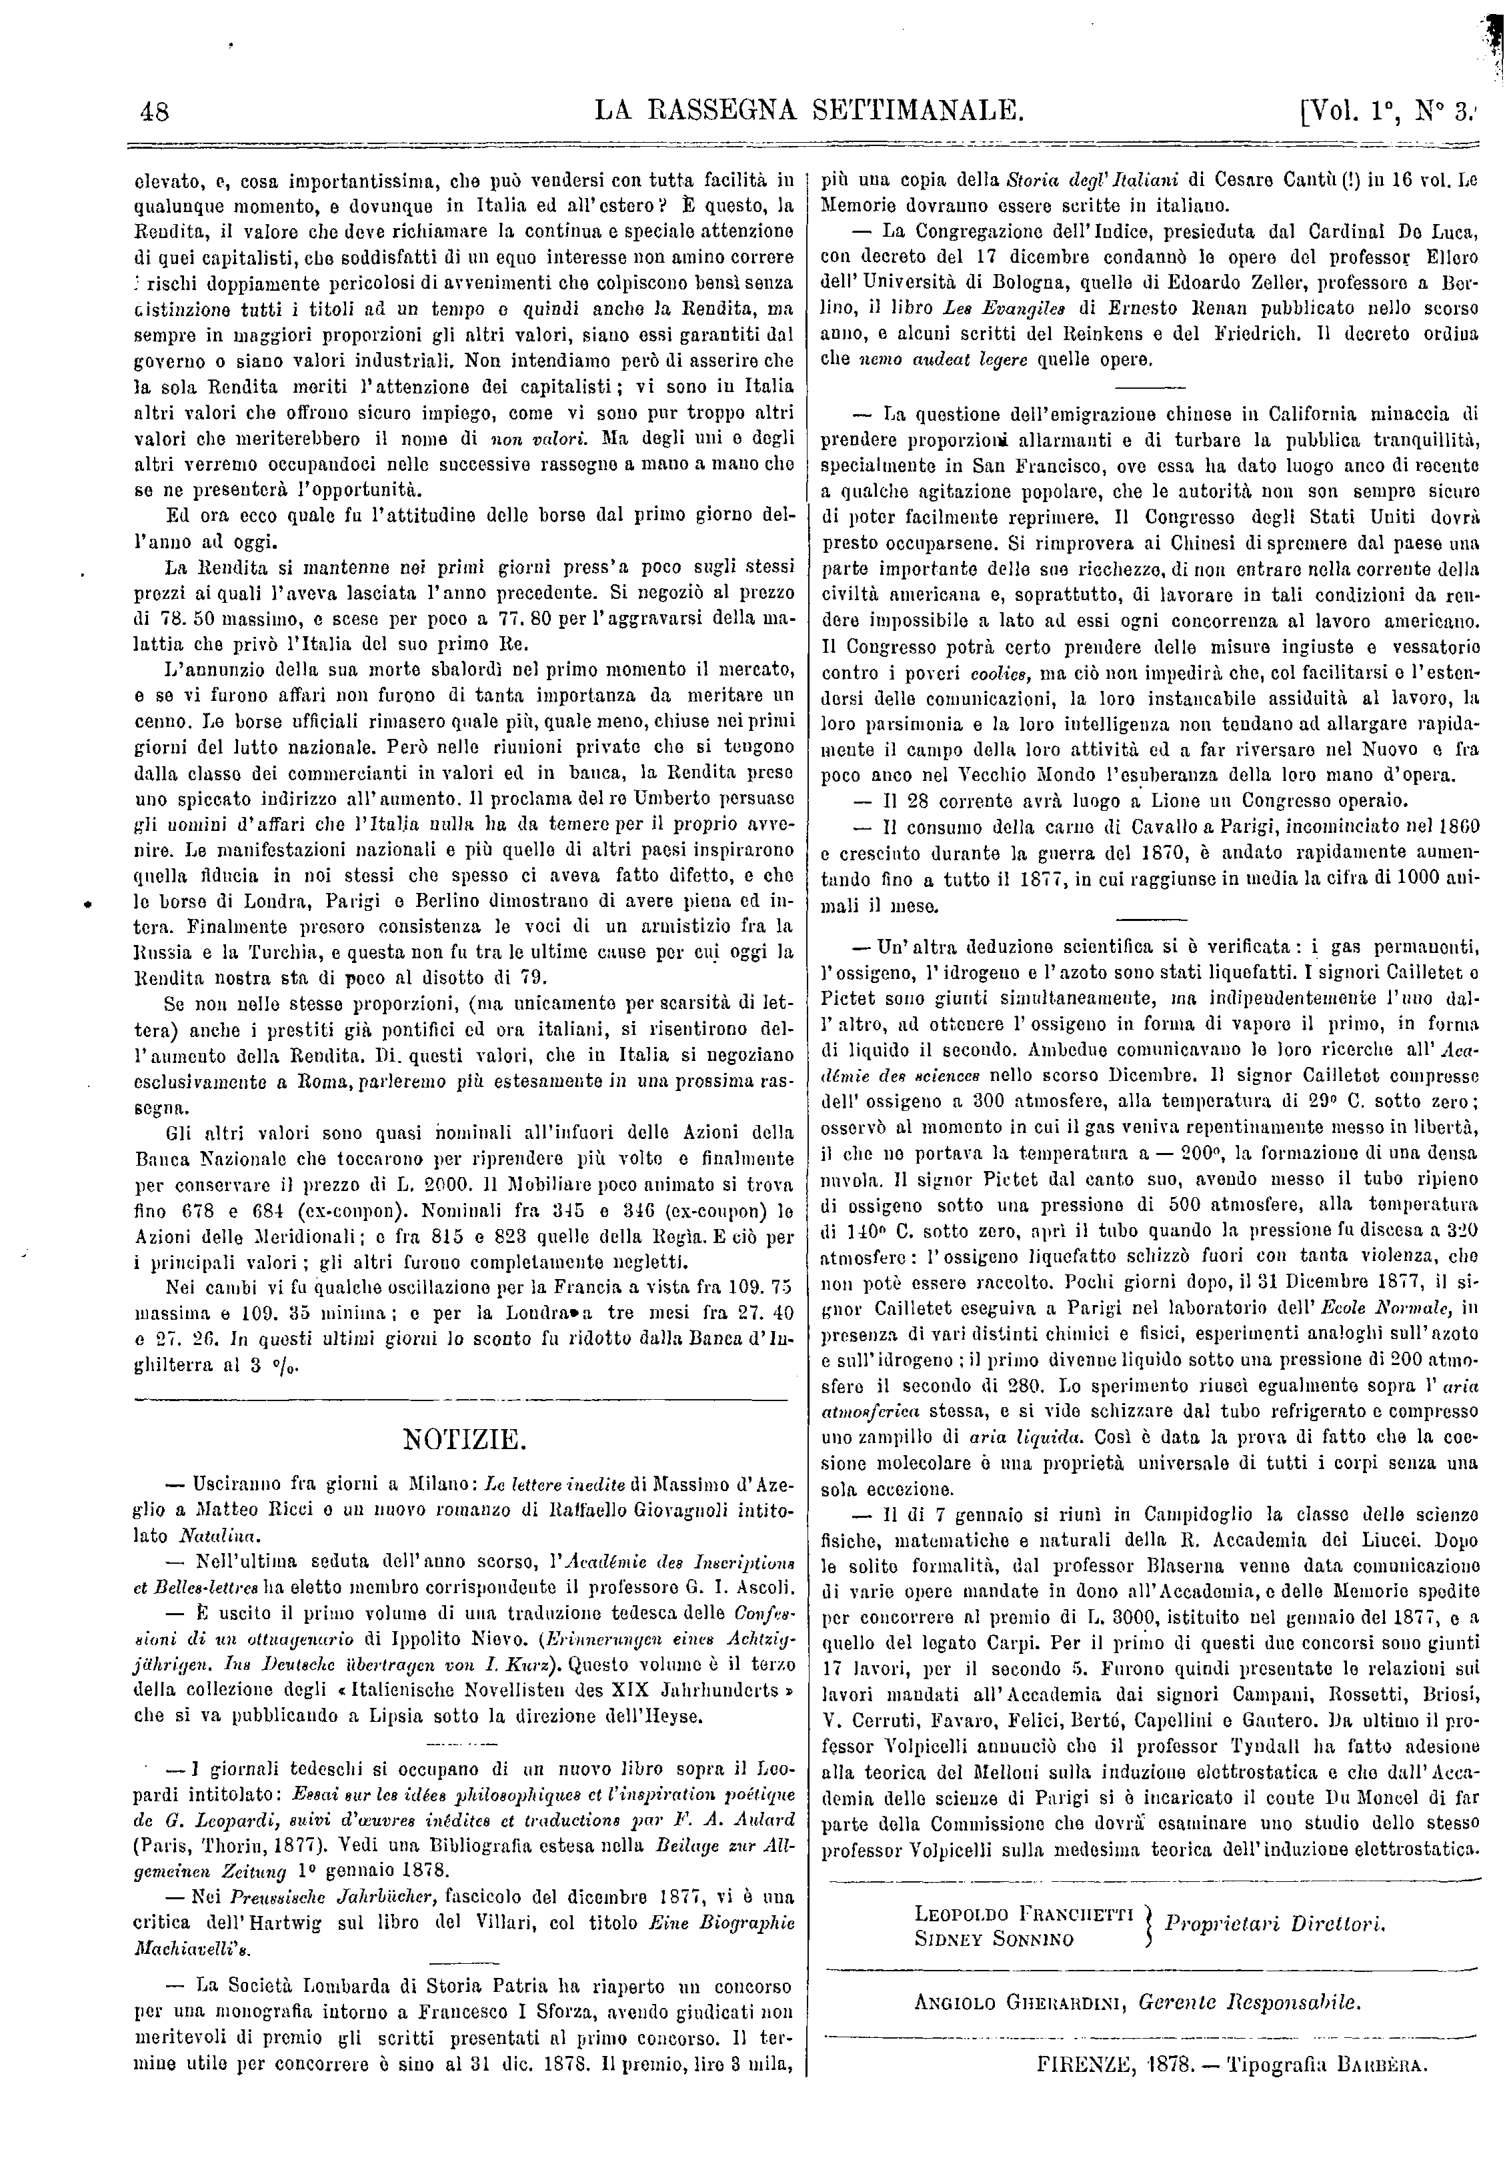 48
LA RASSEGNA SETTIMANALE.
[Vol. 1º, Nº 3.
elevato, e, cosa importantissima, che può vendersi con tutta facilità in
qualunque momento, e dovunque in Italia ed all'estero? È questo, la
Rendita, il valore che deve richiamare la continua e speciale attenzione
di quei capitalisti, che soddisfatti di un equo interesse non amino correre
i rischi doppiamente pericolosi di avvenimenti che colpiscono bensì senza
distinzione tutti i titoli ad un tempo e quindi anche la Rendita, ma
sempre in maggiori proporzioni gli altri valori, siano essi garantiti dal
governo o siano valori industriali. Non intendiamo però di asserire che
la sola Rendita meriti l'attenzione dei capitalisti; vi sono in Italia
altri valori che offrono sicuro impiego, come vi sono pur troppo altri
valori che meriterebbero il nome di non valori. Ma degli uni e degli
altri verremo occupandoci nelle successive rassegne a mano a mano che
se ne presenterà l'opportunità.
Ed ora ecco quale fu l'attitudine delle borse dal primo giorno del-
l'anno ad oggi.
La Rendita si mantenne nei primi giorni press'a poco sugli stessi
prezzi ai quali l'aveva lasciata l'anno precedente. Si negoziò al prezzo
di 78. 50 massimo, e scese per poco a 77. 80 per l'aggravarsi della ma-
lattia che privò l'Italia del suo primo Re.
L'annunzio della sua morte sbalordì nel primo momento il mercato,
e se vi furono affari non furono di tanta importanza da meritare un
cenno. Le borse ufficiali rimasero quale più, quale meno, chiuse nei primi
giorni del lutto nazionale. Però nelle riunioni private che si tengono
dalla classe dei commercianti in valori ed in banca, la Rendita prese
uno spiccato indirizzo all'aumento. Il proclama del re Umberto persuase
gli uomini d'affari che l'Italia nulla ha da temere per il proprio avve-
nire. Le manifestazioni nazionali e più quelle di altri paesi inspirarono
quella fiducia in noi stessi che spesso ci aveva fatto difetto, e che
le borse di Londra, Parigi e Berlino dimostrano di avere piena ed in-
tera. Finalmente presero consistenza le voci di un armistizio fra la
Russia e la Turchia, e questa non fu tra le ultime cause per cui oggi la
Rendita nostra sta di poco al disotto di 79.
Se non nelle stesse proporzioni, (ma unicamente per scarsità di let-
tera) anche i prestiti già pontifici ed ora italiani, si risentirono del-
l'aumento della Rendita. Di questi valori, che in Italia si negoziano
esclusivamente a Roma, parleremo più estesamente in una prossima ras-
segna.
Gli altri valori sono quasi nominali all'infuori delle Azioni della
Banca Nazionale che toccarono per riprendere più volte e finalmente
per conservare il prezzo di L. 2000. Il Mobiliare poco animato si trova
fino 678 e 684 (ex-coupon). Nominali fra 345 e 346 (ex-coupon) le
Azioni delle Meridionali; e fra 815 e 823 quelle della Regìa. E ciò per
i principali valori; gli altri furono completamente negletti.
Nei cambi vi fu qualche oscillazione per la Francia a vista fra 109. 75
massima e 109. 35 minima; e per la Londra a tre mesi fra 27. 40
e 27. 26. In questi ultimi giorni lo sconto fu ridotto dalla Banca d'In-
ghilterra al 3 %.
NOTIZIE.
— Usciranno fra giorni a Milano: Le lettere inedite di Massimo d'Aze-
glio a Matteo Ricci e un nuovo romanzo di Raffaello Giovagnoli intito-
lato Natalina.
— Nell'ultima seduta dell'anno scorso, l'Académie des Inscriptions
et Belles-lettres ha eletto membro corrispondente il professore G. I. Ascoli.
— È uscito il primo volume di una traduzione tedesca delle Confes-
sioni di un ottuagenario di Ippolito Nievo. (Erinnerungen eines Achtzig-
jährigen. Ins Deutsche übertragen von I. Kurz). Questo volume è il terzo
della collezione degli «Italienische Novellisten des XIX Jahrhunderts»
che si va pubblicando a Lipsia sotto la direzione dell'Heyse.
— I giornali tedeschi si occupano di un nuovo libro sopra il Leo-
pardi intitolato: Essai sur les idées philosophiques et l'inspiration poétique
de G. Leopardi, suivi d'œuvres inédites et traductions par F. A. Aulard
(Paris, Thorin, 1877). Vedi una Bibliografia estesa nella Beilage zur All-
gemeinen Zeitung 1º gennaio 1878.
— Nei Preussische Jahrbücher, fascicolo del dicembre 1877, vi è una
critica dell'Hartwig sul libro del Villari, col titolo Eine Biographie
Machiavelli's.
— La Società Lombarda di Storia Patria ha riaperto un concorso
per una monografia intorno a Francesco I Sforza, avendo giudicati non
meritevoli di premio gli scritti presentati al primo concorso. Il ter-
mine utile per concorrere è sino al 31 dic. 1878. Il premio, lire 3 mila,
più una copia della Storia degl'Italiani di Cesare Cantù (!) in 16 vol. Le
Memorie dovranno essere scritte in italiano.
— La Congregazione dell'Indice, presieduta dal Cardinal De Luca,
con decreto del 17 dicembre condannò le opere del professor Ellero
dell'Università di Bologna, quelle di Edoardo Zeller, professore a Ber-
lino, il libro Les Evangiles di Ernesto Renan pubblicato nello scorso
anno, e alcuni scritti del Reinkens e del Friedrich. Il decreto ordina
che nemo audeat legere quelle opere.
— La questione dell'emigrazione chinese in California minaccia di
prendere proporzioni allarmanti e di turbare la pubblica tranquillità,
specialmente in San Francisco, ove essa ha dato luogo anco di recente
a qualche agitazione popolare, che le autorità non son sempre sicure
di poter facilmente reprimere. Il Congresso degli Stati Uniti dovrà
presto occuparsene. Si rimprovera ai Chinesi di spremere dal paese una
parte importante delle sue ricchezze, di non entrare nella corrente della
civiltà americana e, soprattutto, di lavorare in tali condizioni da ren-
dere impossibile a lato ad essi ogni concorrenza al lavoro americano.
Il Congresso potrà certo prendere delle misure ingiuste e vessatorie
contro i poveri coolies, ma ciò non impedirà che, col facilitarsi e l'esten-
dersi delle comunicazioni, la loro instancabile assiduità al lavoro, la
loro parsimonia e la loro intelligenza non tendano ad allargare rapida-
mente il campo della loro attività ed a far riversare nel Nuovo e fra
poco anco nel Vecchio Mondo l'esuberanza della loro mano d'opera.
— Il 28 corrente avrà luogo a Lione un Congresso operaio.
— Il consumo della carne di Cavallo a Parigi, incominciato nel 1860
e cresciuto durante la guerra del 1870, è andato rapidamente aumen-
tando fino a tutto il 1877, in cui raggiunse in media la cifra di 1000 ani-
mali il mese.
— Un'altra deduzione scientifica si è verificata: i gas permanenti,
l'ossigeno, l'idrogeno e l'azoto sono stati liquefatti. I signori Cailletet e
Pictet sono giunti simultaneamente, ma indipendentemente l'uno dal-
l'altro, ad ottenere l'ossigeno in forma di vapore il primo, in forma
di liquido il secondo. Ambedue comunicavano le loro ricerche all'Aca-
démie des sciences nello scorso Dicembre. Il signor Cailletet compresse
dell'ossigeno a 300 atmosfere, alla temperatura di 29º C. sotto zero;
osservò al momento in cui il gas veniva repentinamente messo in libertà,
il che ne portava la temperatura a — 200º, la formazione di una densa
nuvola. Il signor Pictet dal canto suo, avendo messo il tubo ripieno
di ossigeno sotto una pressione di 500 atmosfere, alla temperatura
di 140º C. sotto zero, aprì il tubo quando la pressione fu discesa a 320
atmosfere: l'ossigeno liquefatto schizzò fuori con tanta violenza, che
non potè essere raccolto. Pochi giorni dopo, il 31 Dicembre 1877, il si-
gnor Cailletet eseguiva a Parigi nel laboratorio dell'Ecole Normale, in
presenza di vari distinti chimici e fisici, esperimenti analoghi sull'azoto
e sull'idrogeno; il primo divenne liquido sotto una pressione di 200 atmo-
sfere il secondo di 280. Lo sperimento riuscì egualmente sopra l'aria
atmosferica stessa, e si vide schizzare dal tubo refrigerato e compresso
uno zampillo di aria liquida. Così è data la prova di fatto che la coe-
sione molecolare è una proprietà universale di tutti i corpi senza una
sola eccezione.
— Il dì 7 gennaio si riunì in Campidoglio la classe delle scienze
fisiche, matematiche e naturali della R. Accademia dei Lincei. Dopo
le solite formalità, dal professor Blaserna venne data comunicazione
di varie opere mandate in dono all'Accademia, e delle Memorie spedite
per concorrere al premio di L. 3000, istituito nel gennaio del 1877, e a
quello del legato Carpi. Per il primo di questi due concorsi sono giunti
17 lavori, per il secondo 5. Furono quindi presentate le relazioni sui
lavori mandati all'Accademia dai signori Campani, Rossetti, Briosi,
V. Cerruti, Favaro, Felici, Berté, Capellini e Gautero. Da ultimo il pro-
fessor Volpicelli annunciò che il professor Tyndall ha fatto adesione
alla teorica del Melloni sulla induzione elettrostatica e che dall'Acca-
demia delle scienze di Parigi si è incaricato il conte Du Moncel di far
parte della Commissione che dovrà esaminare uno studio dello stesso
professor Volpicelli sulla medesima teorica dell'induzione elettrostatica.
LEOPOLDO FRANCHETTI
SIDNEY SONNINO
} Proprietari Direttori.
ANGIOLO GHERARDINI, Gerente Responsabile.
FIRENZE, 1878. — Tipografia BARBÈRA.